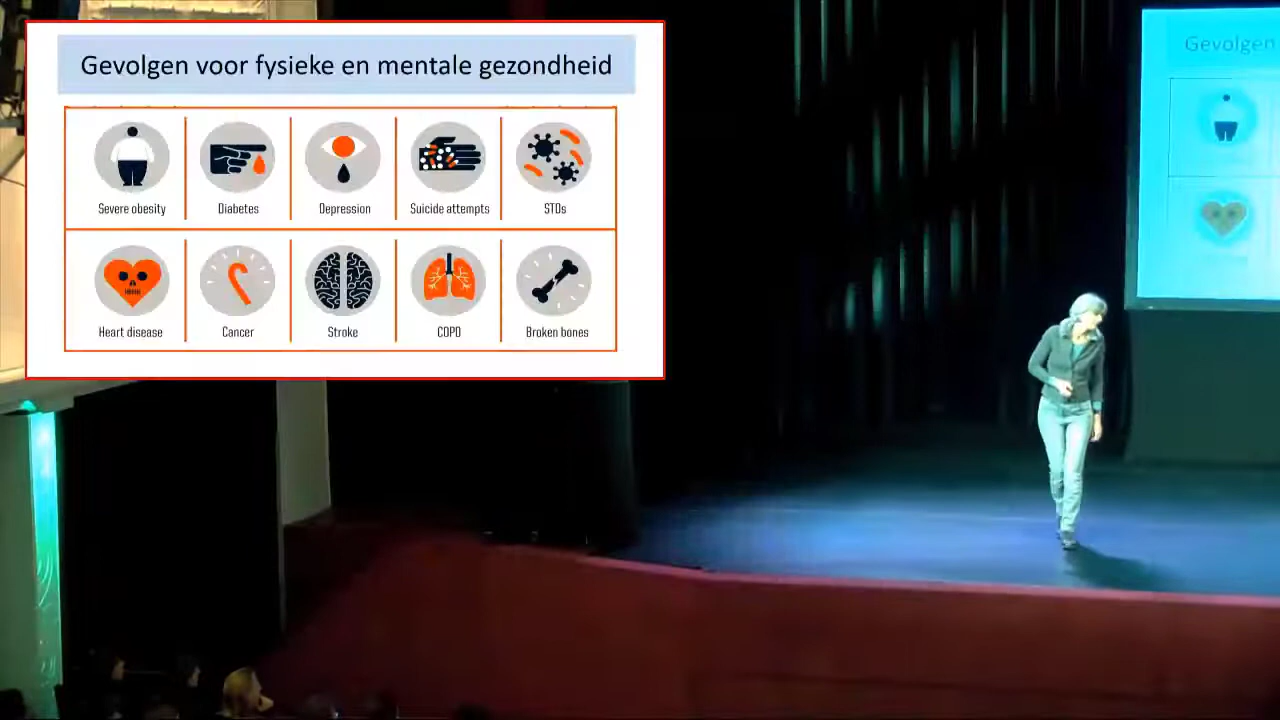 Gevolgen voor fysieke en mentale gezondheid
Severe obesity Diabetes Depression Suicide attempts STDs
Heart disease Cancer Stroke COPD Broken bones
Gevolgen